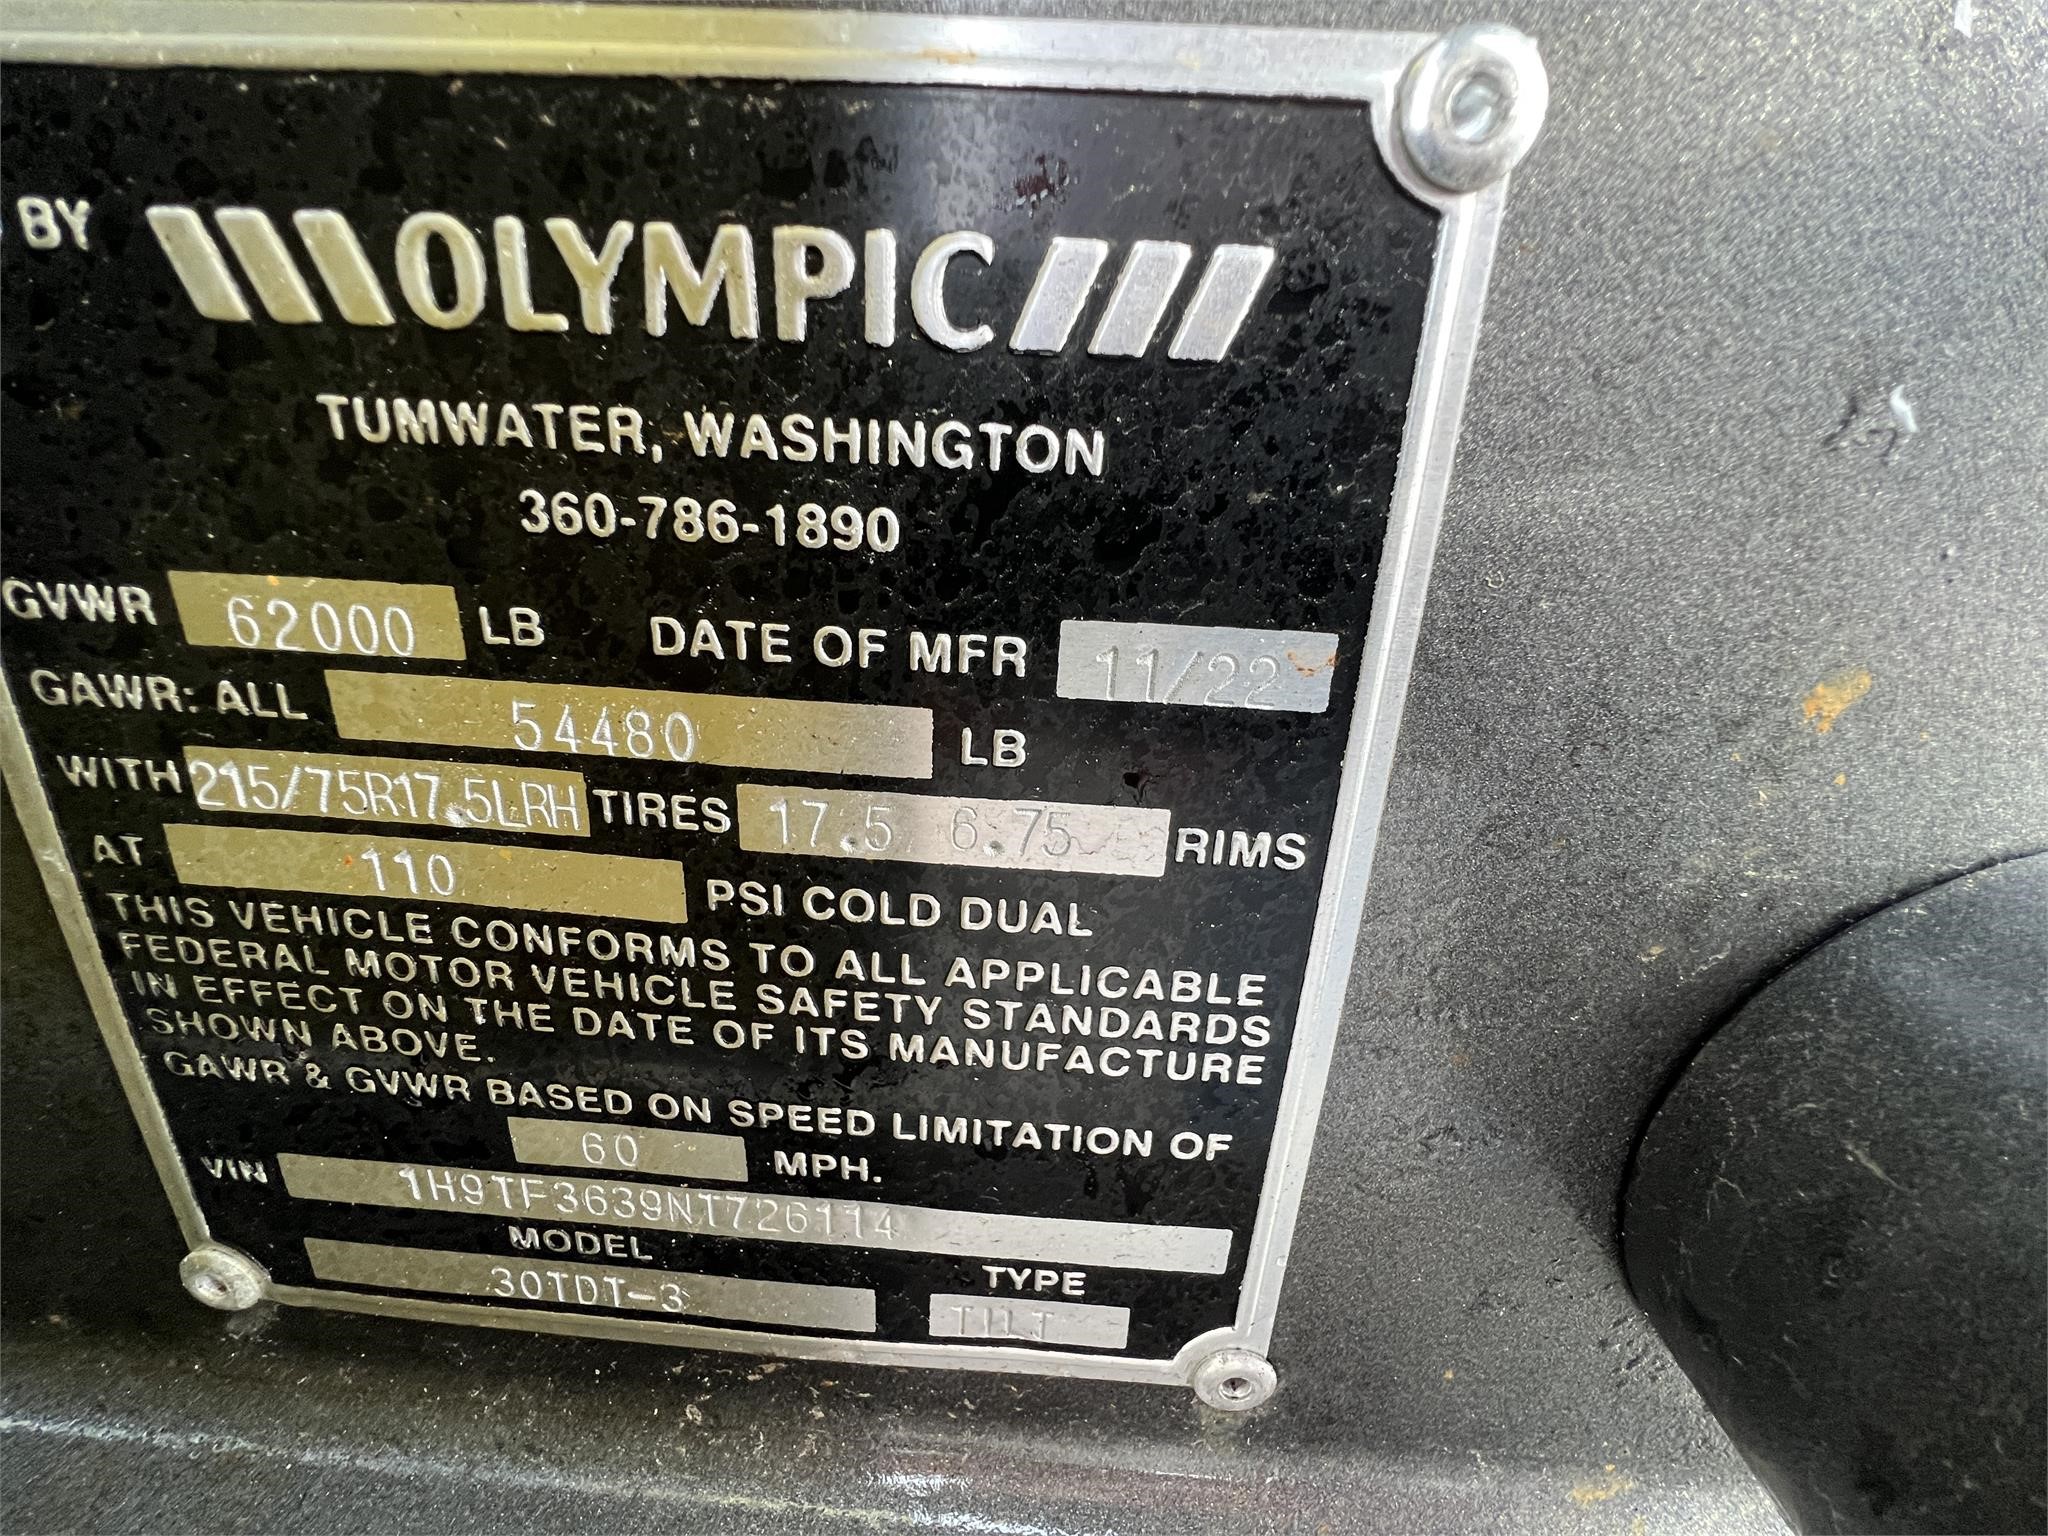 BY OLYMPIC
TUMWATER, WASHINGTON
360-786-1890
GVWR 62000 LB DATE OF MFR 11/22
GAWR: ALL 54480 LB
WITH 215/75R17.5LRH TIRES 17.5 6.75 RIMS
AT 110 PSI COLD DUAL
THIS VEHICLE CONFORMS TO ALL APPLICABLE
FEDERAL MOTOR VEHICLE SAFETY STANDARDS
IN EFFECT ON THE DATE OF ITS MANUFACTURE
SHOWN ABOVE.
GAWR & GVWR BASED ON SPEED LIMITATION OF
60 MPH.
VIN 1H9TF3639NT726114
MODEL TYPE
30TDT-3 TILT